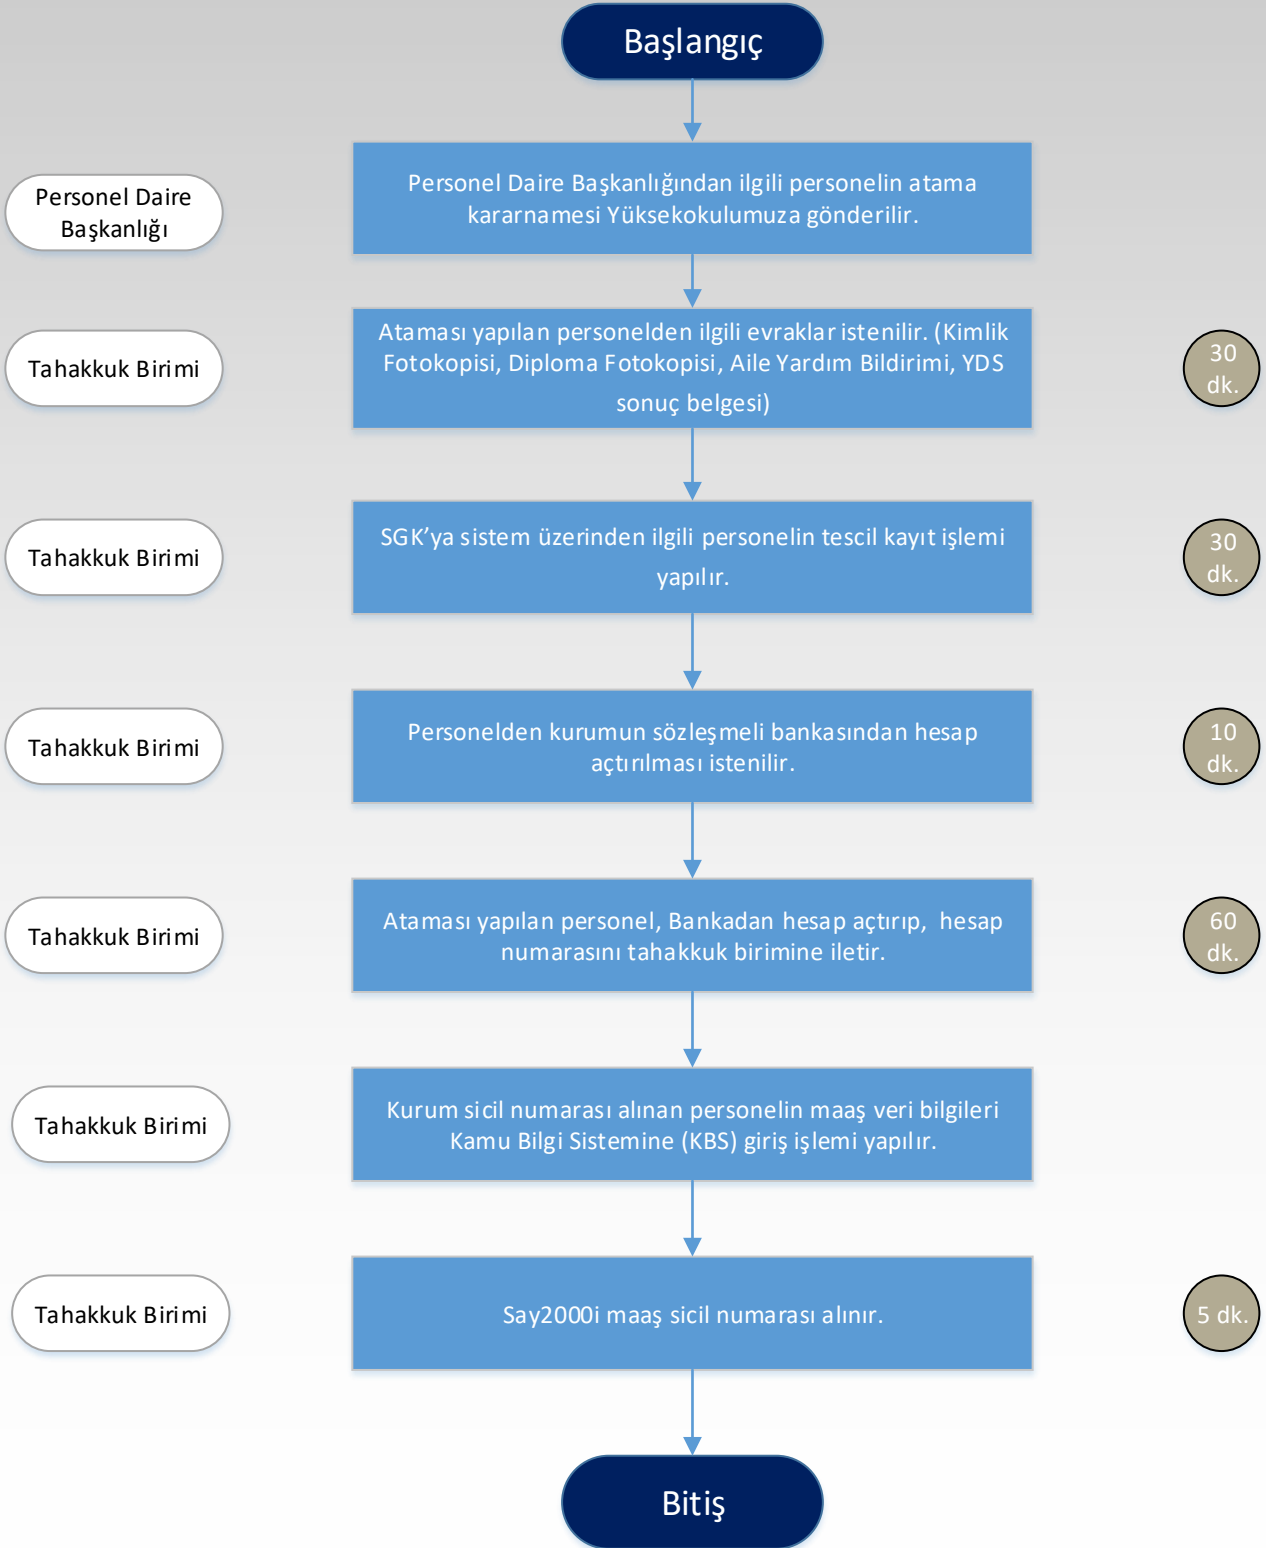 Başlangıç
Personel Daire
Başkanlığı
Personel Daire Başkanlığından ilgili personelin atama
kararnamesi Yüksekokulumuza gönderilir.
Tahakkuk Birimi
Ataması yapılan personelden ilgili evraklar istenilir. (Kimlik
Fotokopisi, Diploma Fotokopisi, Aile Yardım Bildirimi, YDS
sonuç belgesi)
30
dk.
Tahakkuk Birimi
SGK’ya sistem üzerinden ilgili personelin tescil kayıt işlemi
yapılır.
30
dk.
Tahakkuk Birimi
Personelden kurumun sözleşmeli bankasından hesap
açtırılması istenilir.
10
dk.
Tahakkuk Birimi
Ataması yapılan personel, Bankadan hesap açtırıp, hesap
numarasını tahakkuk birimine iletir.
60
dk.
Tahakkuk Birimi
Kurum sicil numarası alınan personelin maaş veri bilgileri
Kamu Bilgi Sistemine (KBS) giriş işlemi yapılır.
Tahakkuk Birimi
Say2000i maaş sicil numarası alınır.
5 dk.
Bitiş